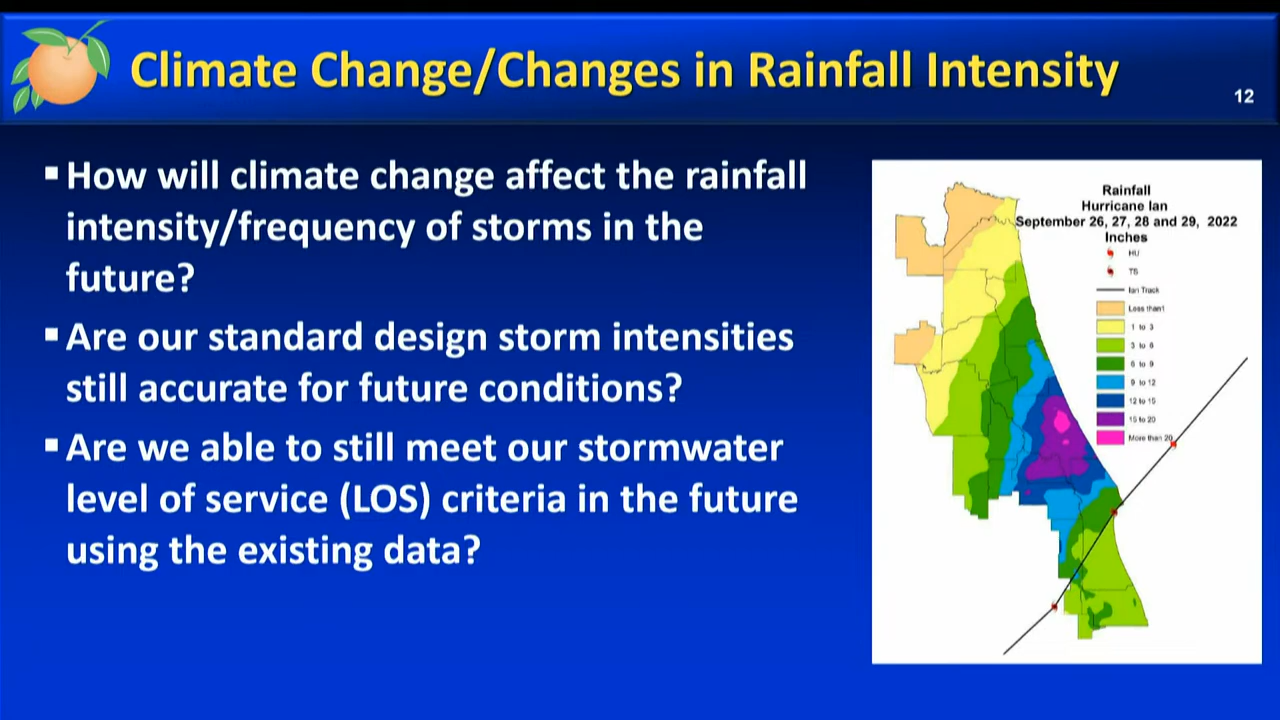 Climate Change/Changes in Rainfall Intensity
12
▪ How will climate change affect the rainfall
intensity/frequency of storms in the
future?
▪ Are our standard design storm intensities
still accurate for future conditions?
▪ Are we able to still meet our stormwater
level of service (LOS) criteria in the future
using the existing data?
Rainfall
Hurricane Ian
September 26, 27, 28 and 29, 2022
Inches
HU
TS
Ian Track
Less than1
1 to 3
3 to 6
6 to 9
9 to 12
12 to 15
15 to 20
More than 20